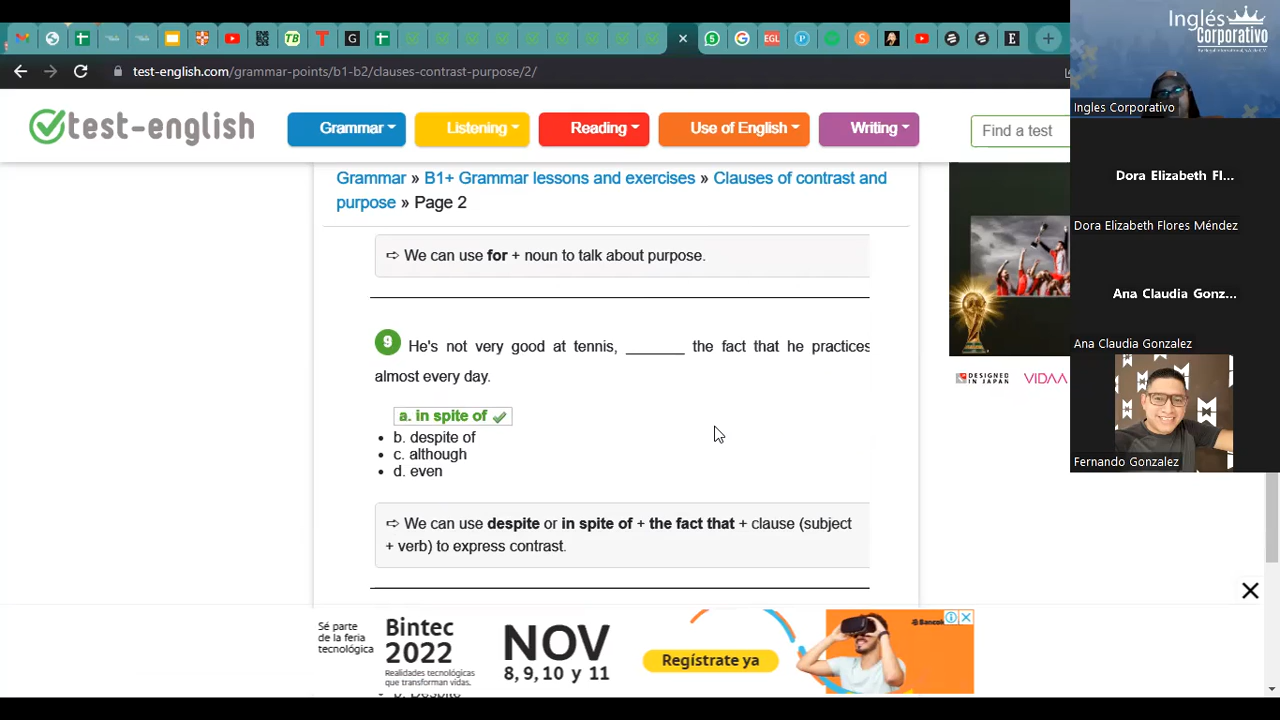 TB
T
G
EGL
P
S
E
test-english.com/grammar-points/b1-b2/clauses-contrast-purpose/2/
test-english
Grammar
Listening
Reading
Use of English
Writing
Find a test
Grammar » B1+ Grammar lessons and exercises » Clauses of contrast and
purpose » Page 2
⇨ We can use for + noun to talk about purpose.
9 He's not very good at tennis, _______ the fact that he practices
almost every day.
a. in spite of
b. despite of
c. although
d. even
⇨ We can use despite or in spite of + the fact that + clause (subject
+ verb) to express contrast.
DESIGNED
IN JAPAN
VIDAA
Sé parte
de la feria
tecnológica
Bintec
2022
Realidades tecnológicas
que transforman vidas.
NOV
8, 9, 10 y 11
Regístrate ya
b. Despite
Inglés
Corporativo
Ingles Corporativo
Dora Elizabeth Fl...
Dora Elizabeth Flores Méndez
Ana Claudia Gonz...
Ana Claudia Gonzalez
Fernando Gonzalez